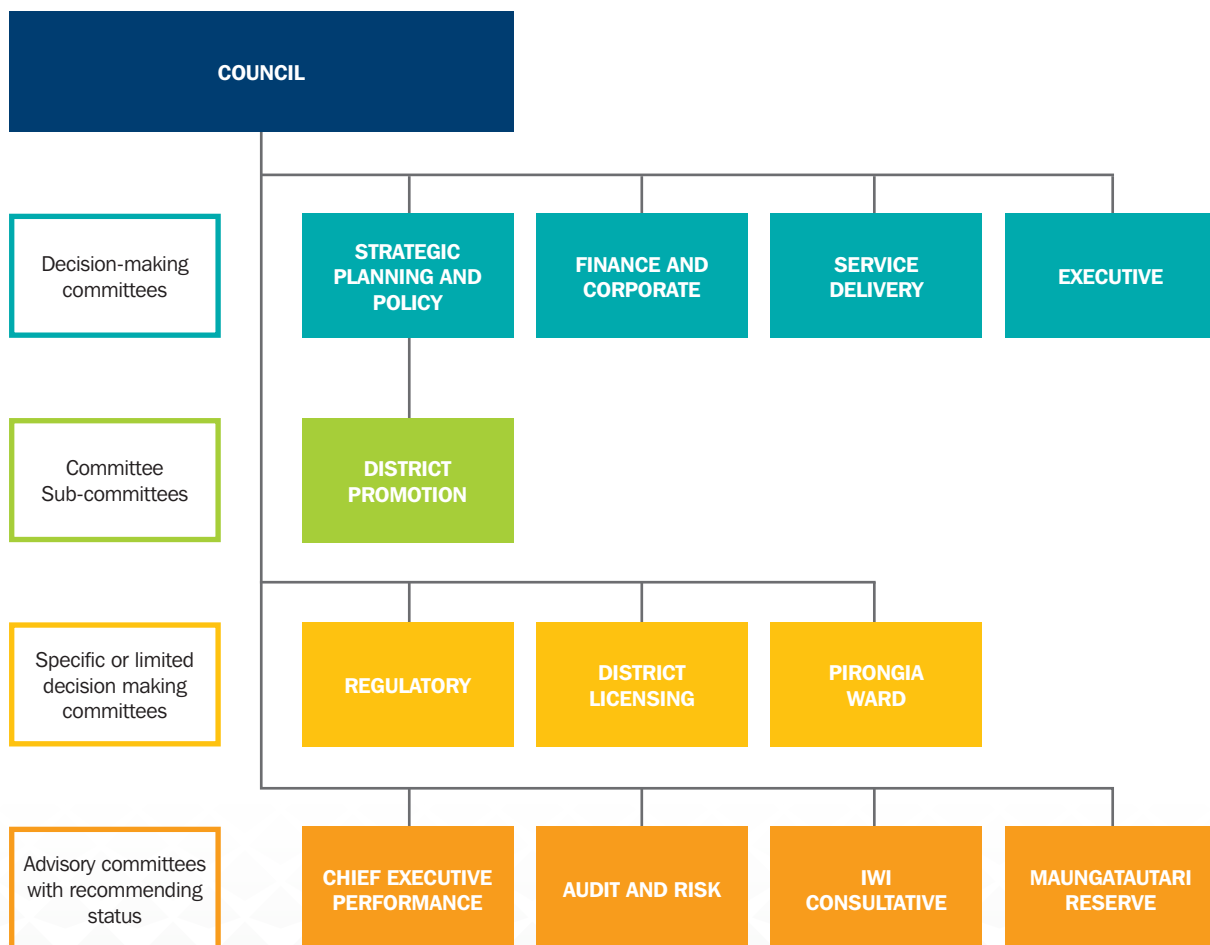 COUNCIL
Decision-making
committees
STRATEGIC
PLANNING AND
POLICY
FINANCE AND
CORPORATE
SERVICE
DELIVERY
EXECUTIVE
Committee
Sub-committees
DISTRICT
PROMOTION
Specific or limited
decision making
committees
REGULATORY
DISTRICT
LICENSING
PIRONGIA
WARD
Advisory committees
with recommending
status
CHIEF EXECUTIVE
PERFORMANCE
AUDIT AND RISK
IWI
CONSULTATIVE
MAUNGATAUTARI
RESERVE